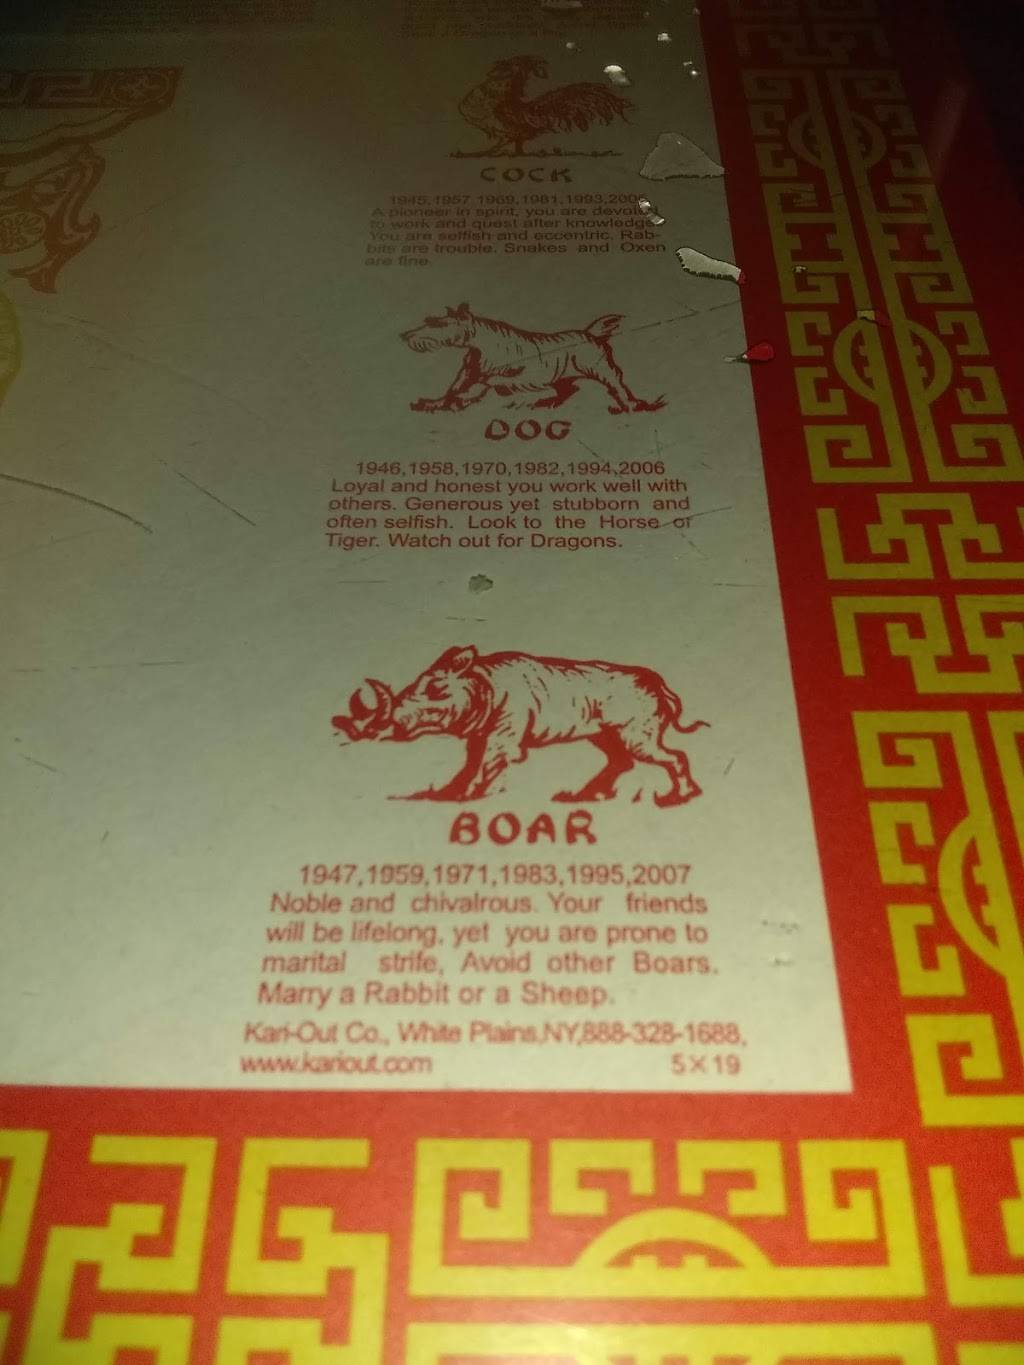 COCK
1945,1957 1969,1981,1993,2005
A pioneer in spirit, you are devoted
to work and quest after knowledge.
You are selfish and eccentric. Rab-
bits are trouble. Snakes and Oxen
are fine.
DOG
1946,1958,1970,1982,1994,2006
Loyal and honest you work well with
others. Generous yet stubborn and
often selfish. Look to the Horse or
Tiger. Watch out for Dragons.
BOAR
1947,1959,1971,1983,1995,2007
Noble and chivalrous. Your friends
will be lifelong, yet you are prone to
marital strife, Avoid other Boars.
Marry a Rabbit or a Sheep.
Kari-Out Co., White Plains,NY,888-328-1688,
www.kariout.com 5×19